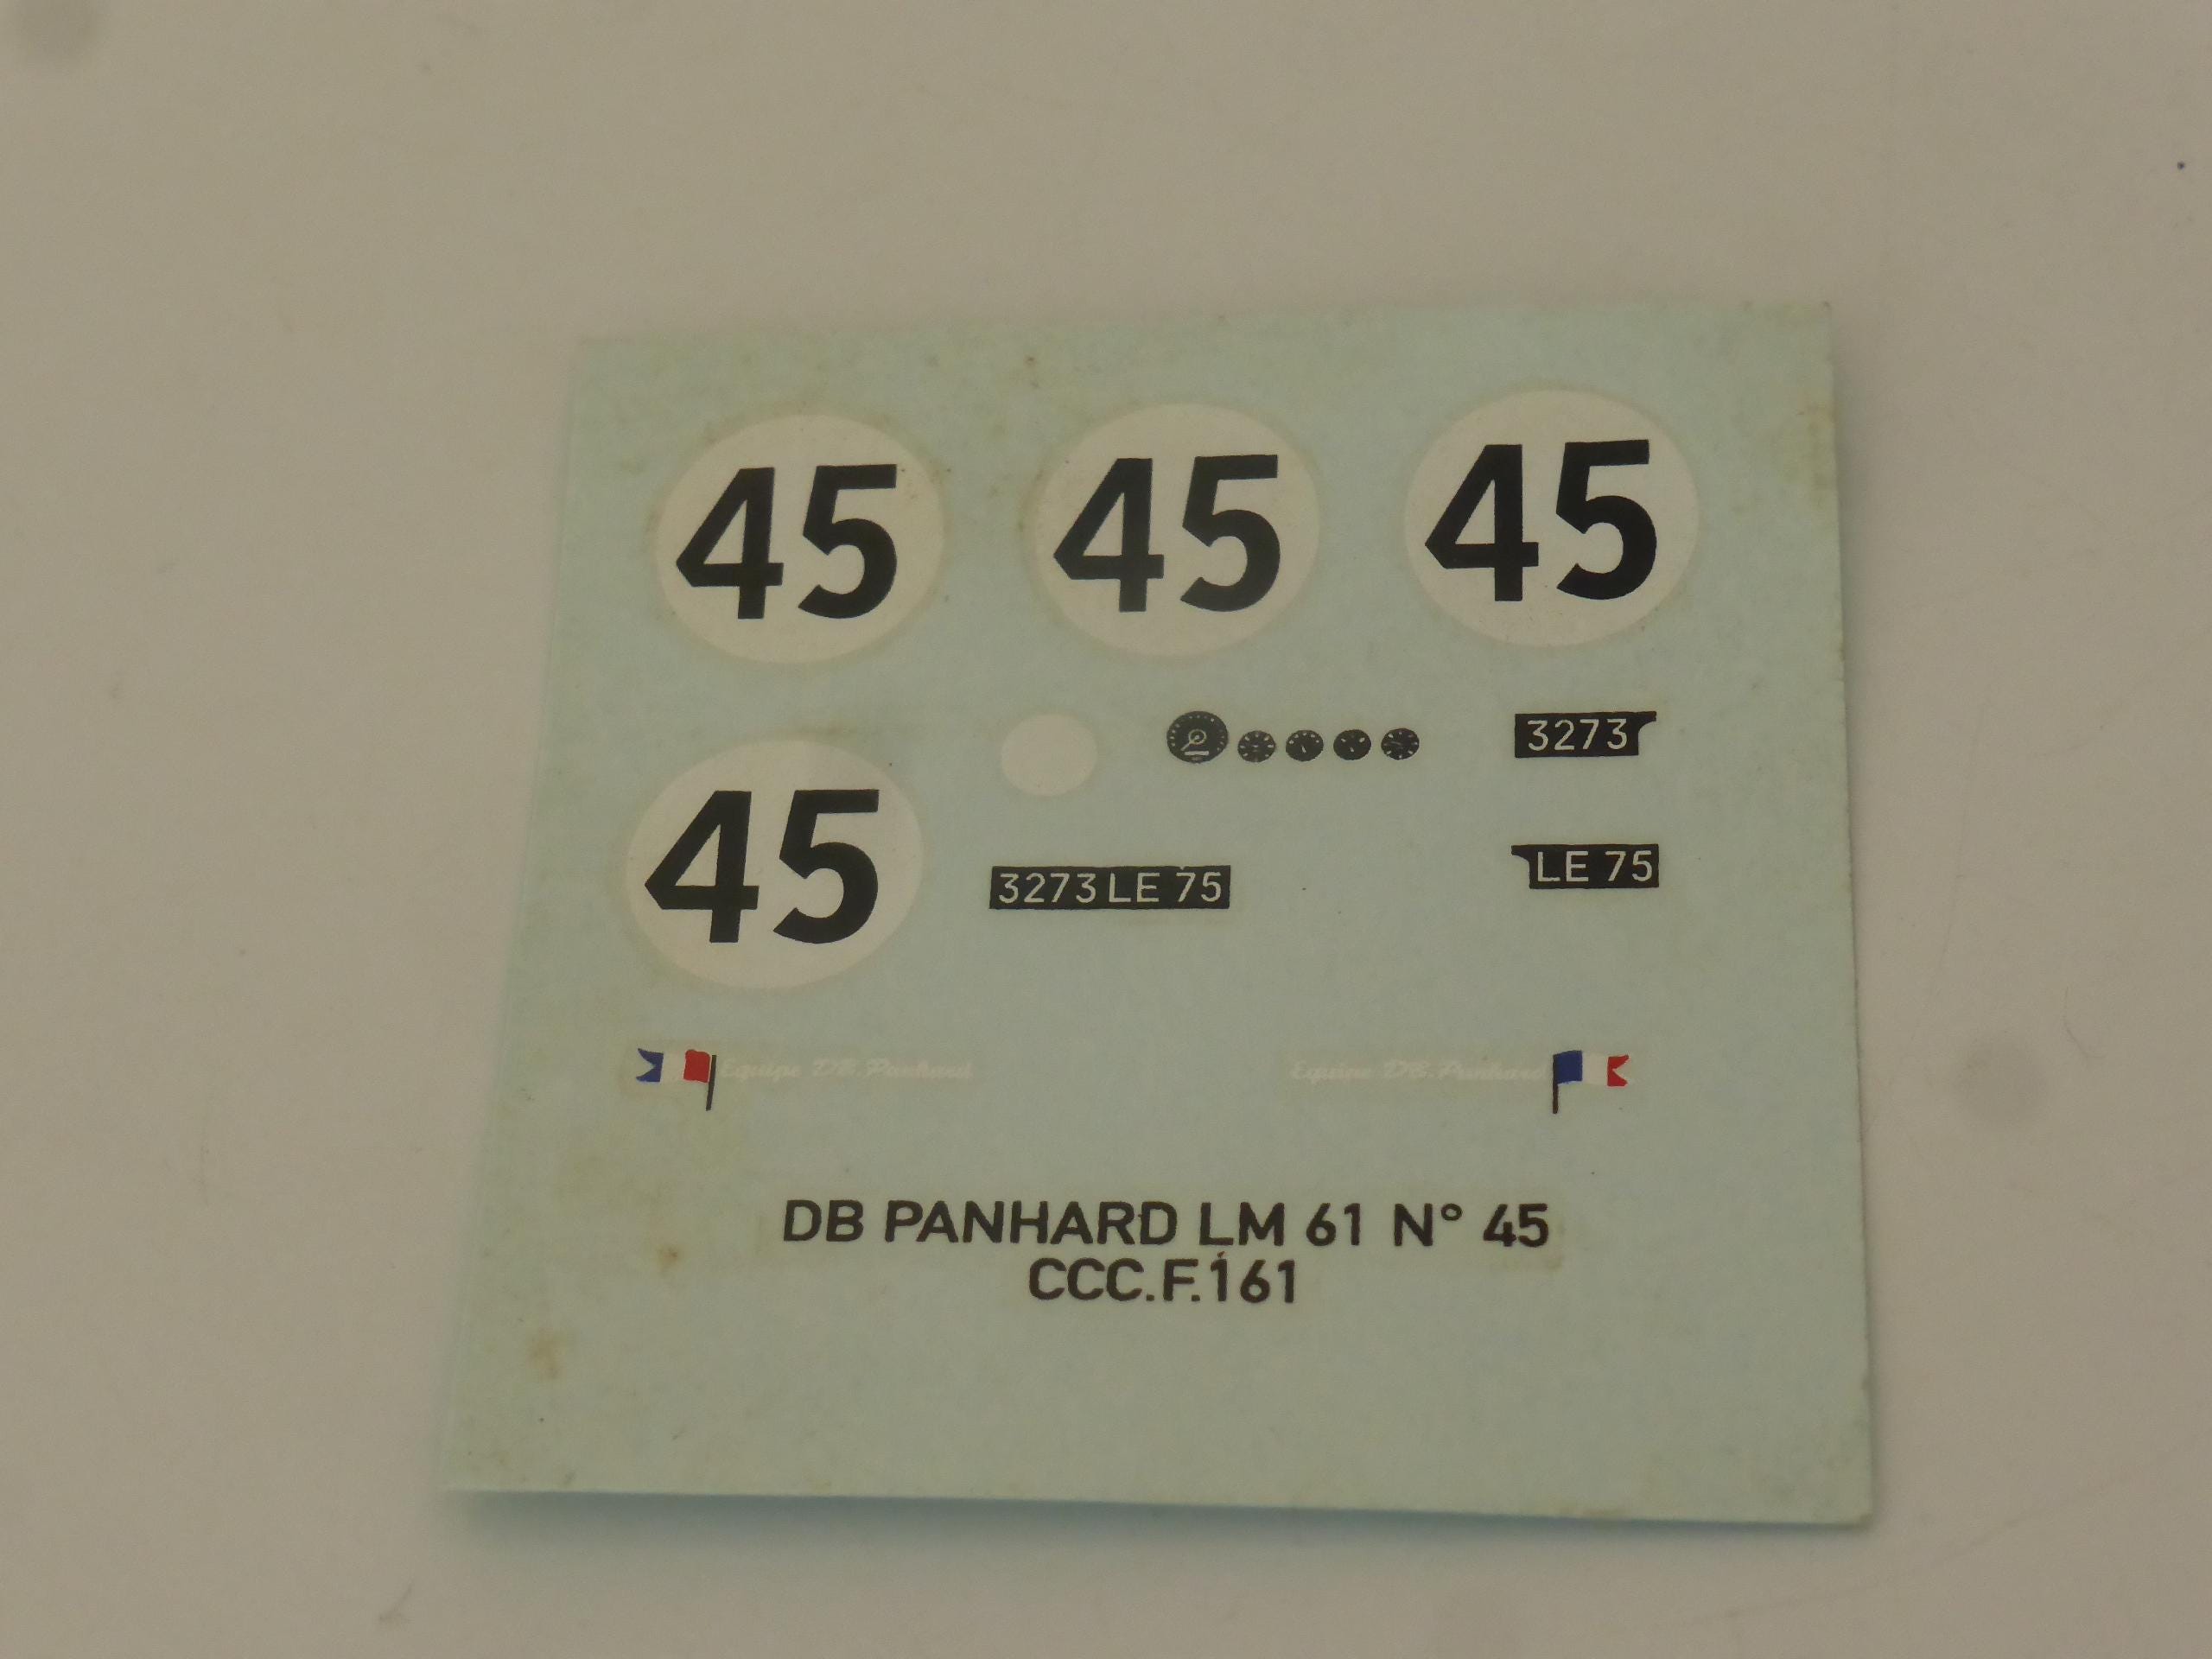 45 45 45
45
3273
3273 LE 75
LE 75
Equipe DB. Panhard
Equipe DB. Panhard
DB PANHARD LM 61 N° 45
CCC.F.161